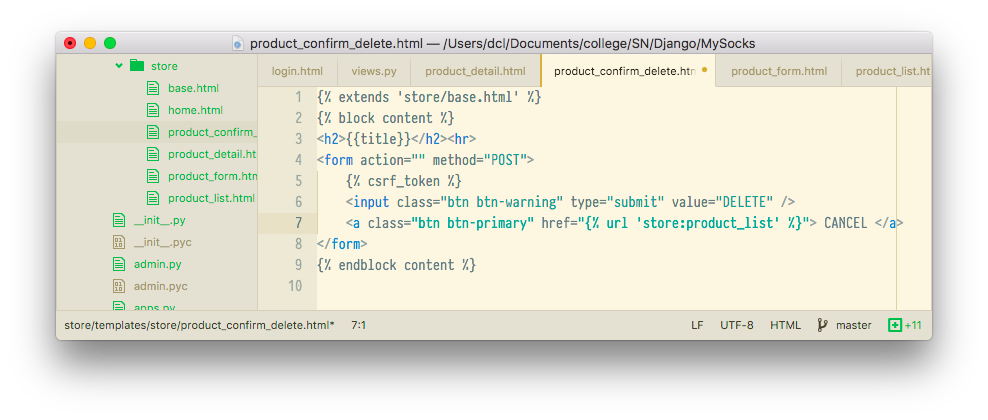 product_confirm_delete.html — /Users/dcl/Documents/college/SN/Django/MySocks
store
base.html
home.html
product_confirm_
product_detail.ht
product_form.htm
product_list.html
__init__.py
__init__.pyc
admin.py
admin.pyc
apps.py
login.html views.py product_detail.html product_confirm_delete.htm product_form.html product_list.ht
1 {% extends 'store/base.html' %}
2 {% block content %}
3 <h2>{{title}}</h2><hr>
4 <form action="" method="POST">
5 {% csrf_token %}
6 <input class="btn btn-warning" type="submit" value="DELETE" />
7 <a class="btn btn-primary" href="{% url 'store:product_list' %}"> CANCEL </a>
8 </form>
9 {% endblock content %}
10
store/templates/store/product_confirm_delete.html* 7:1 LF UTF-8 HTML master +11